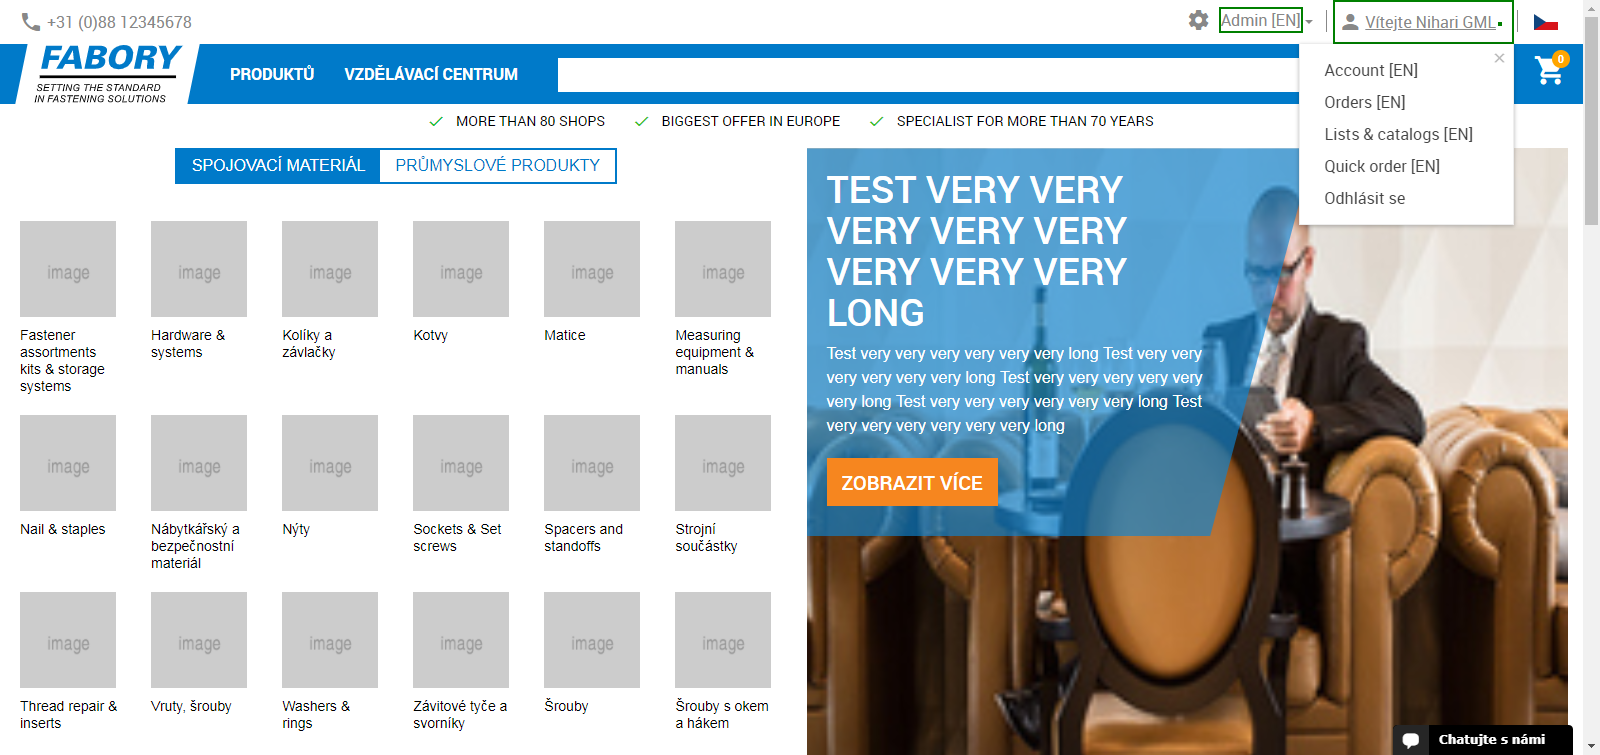 +31 (0)88 12345678
Admin [EN]
Vítejte Nihari GML
FABORY
SETTING THE STANDARD
IN FASTENING SOLUTIONS
PRODUKTŮ
VZDĚLÁVACÍ CENTRUM
0
Account [EN]
Orders [EN]
Lists & catalogs [EN]
Quick order [EN]
Odhlásit se
MORE THAN 80 SHOPS
BIGGEST OFFER IN EUROPE
SPECIALIST FOR MORE THAN 70 YEARS
SPOJOVACÍ MATERIÁL
PRŮMYSLOVÉ PRODUKTY
image
image
image
image
image
image
Fastener
assortments
kits & storage
systems
Hardware &
systems
Kolíky a
závlačky
Kotvy
Matice
Measuring
equipment &
manuals
image
image
image
image
image
image
Nail & staples
Nábytkářský a
bezpečnostní
materiál
Nýty
Sockets & Set
screws
Spacers and
standoffs
Strojní
součástky
image
image
image
image
image
image
Thread repair &
inserts
Vruty, šrouby
Washers &
rings
Závitové tyče a
svorníky
Šrouby
Šrouby s okem
a hákem
TEST VERY VERY
VERY VERY VERY
VERY VERY VERY
LONG
Test very very very very very very long Test very very
very very very very long Test very very very very very very
very long Test very very very very very very long Test
very very very very very very long
ZOBRAZIT VÍCE
Chatujte s námi